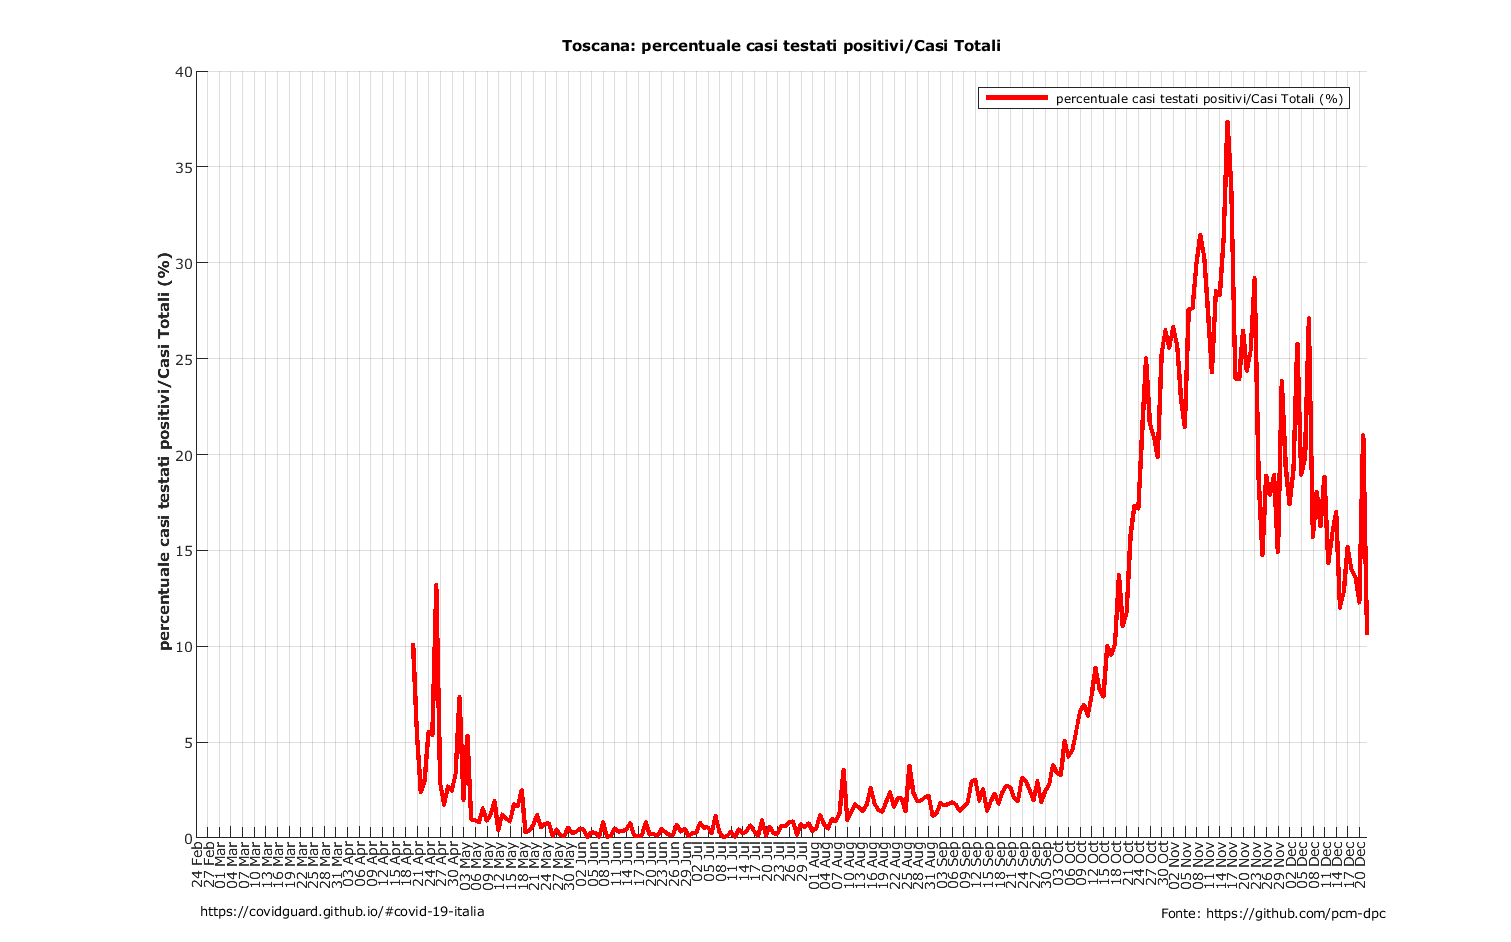 Toscana: percentuale casi testati positivi/Casi Totali
percentuale casi testati positivi/Casi Totali (%)
percentuale casi testati positivi/Casi Totali (%)
40
35
30
25
20
15
10
5
0
24 Feb
27 Feb
01 Mar
04 Mar
07 Mar
10 Mar
13 Mar
16 Mar
19 Mar
22 Mar
25 Mar
28 Mar
31 Mar
03 Apr
06 Apr
09 Apr
12 Apr
15 Apr
18 Apr
21 Apr
24 Apr
27 Apr
30 Apr
03 May
06 May
09 May
12 May
15 May
18 May
21 May
24 May
27 May
30 May
02 Jun
05 Jun
08 Jun
11 Jun
14 Jun
17 Jun
20 Jun
23 Jun
26 Jun
29 Jun
02 Jul
05 Jul
08 Jul
11 Jul
14 Jul
17 Jul
20 Jul
23 Jul
26 Jul
29 Jul
01 Aug
04 Aug
07 Aug
10 Aug
13 Aug
16 Aug
19 Aug
22 Aug
25 Aug
28 Aug
31 Aug
03 Sep
06 Sep
09 Sep
12 Sep
15 Sep
18 Sep
21 Sep
24 Sep
27 Sep
30 Sep
03 Oct
06 Oct
09 Oct
12 Oct
15 Oct
18 Oct
21 Oct
24 Oct
27 Oct
30 Oct
02 Nov
05 Nov
08 Nov
11 Nov
14 Nov
17 Nov
20 Nov
23 Nov
26 Nov
29 Nov
02 Dec
05 Dec
08 Dec
11 Dec
14 Dec
17 Dec
20 Dec
https://covidguard.github.io/#covid-19-italia
Fonte: https://github.com/pcm-dpc